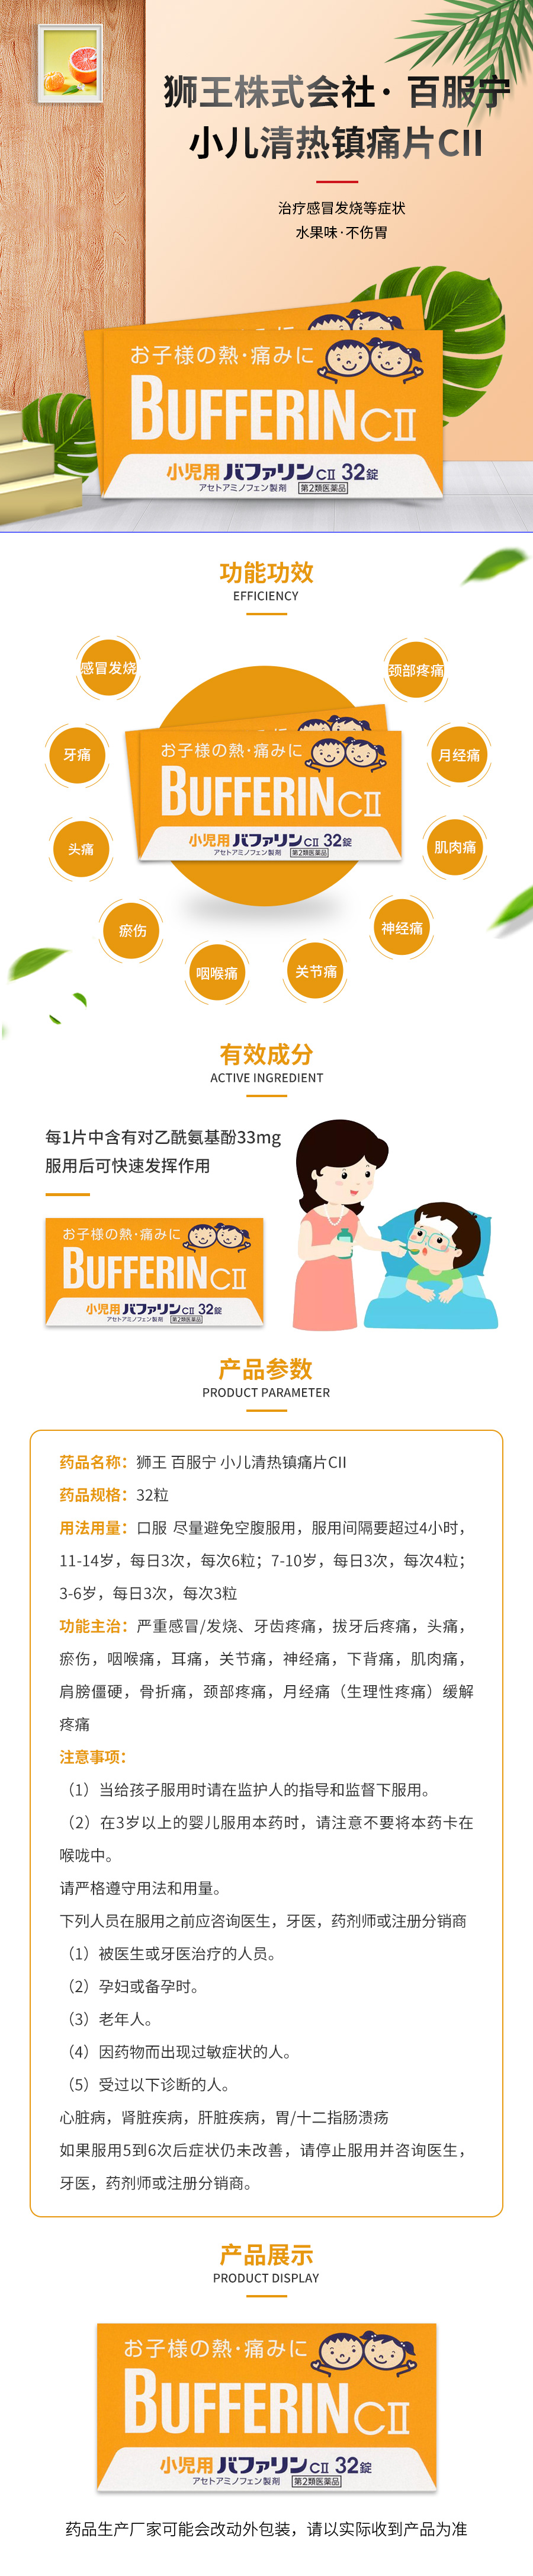 狮王株式会社·百服宁
小儿清热镇痛片CII
治疗感冒发烧等症状
水果味·不伤胃
お子様の熱·痛みに
BUFFERIN CII
小児用バファリンCII 32錠
アセトアミノフェン製剤 第2類医薬品
功能功效
EFFICIENCY
感冒发烧
颈部疼痛
お子様の熱·痛みに
牙痛
月经痛
BUFFERIN CII
小児用バファリンCII 32錠
アセトアミノフェン製剤 第2類医薬品
头痛
肌肉痛
瘀伤
神经痛
咽喉痛
关节痛
有效成分
ACTIVE INGREDIENT
每1片中含有对乙酰氨基酚33mg
服用后可快速发挥作用
お子様の熱·痛みに
BUFFERIN CII
小児用バファリンCII 32錠
アセトアミノフェン製剤 第2類医薬品
产品参数
PRODUCT PARAMETER
药品名称：狮王 百服宁 小儿清热镇痛片CII
药品规格：32粒
用法用量：口服 尽量避免空腹服用，服用间隔要超过4小时，
11-14岁，每日3次，每次6粒；7-10岁，每日3次，每次4粒；
3-6岁，每日3次，每次3粒
功能主治：严重感冒/发烧、牙齿疼痛，拔牙后疼痛，头痛，
瘀伤，咽喉痛，耳痛，关节痛，神经痛，下背痛，肌肉痛，
肩膀僵硬，骨折痛，颈部疼痛，月经痛（生理性疼痛）缓解
疼痛
注意事项：
（1）当给孩子服用时请在监护人的指导和监督下服用。
（2）在3岁以上的婴儿服用本药时，请注意不要将本药卡在
喉咙中。
请严格遵守用法和用量。
下列人员在服用之前应咨询医生，牙医，药剂师或注册分销商
（1）被医生或牙医治疗的人员。
（2）孕妇或备孕时。
（3）老年人。
（4）因药物而出现过敏症状的人。
（5）受过以下诊断的人。
心脏病，肾脏疾病，肝脏疾病，胃/十二指肠溃疡
如果服用5到6次后症状仍未改善，请停止服用并咨询医生，
牙医，药剂师或注册分销商。
产品展示
PRODUCT DISPLAY
お子様の熱·痛みに
BUFFERIN CII
小児用バファリンCII 32錠
アセトアミノフェン製剤 第2類医薬品
药品生产厂家可能会改动外包装，请以实际收到产品为准